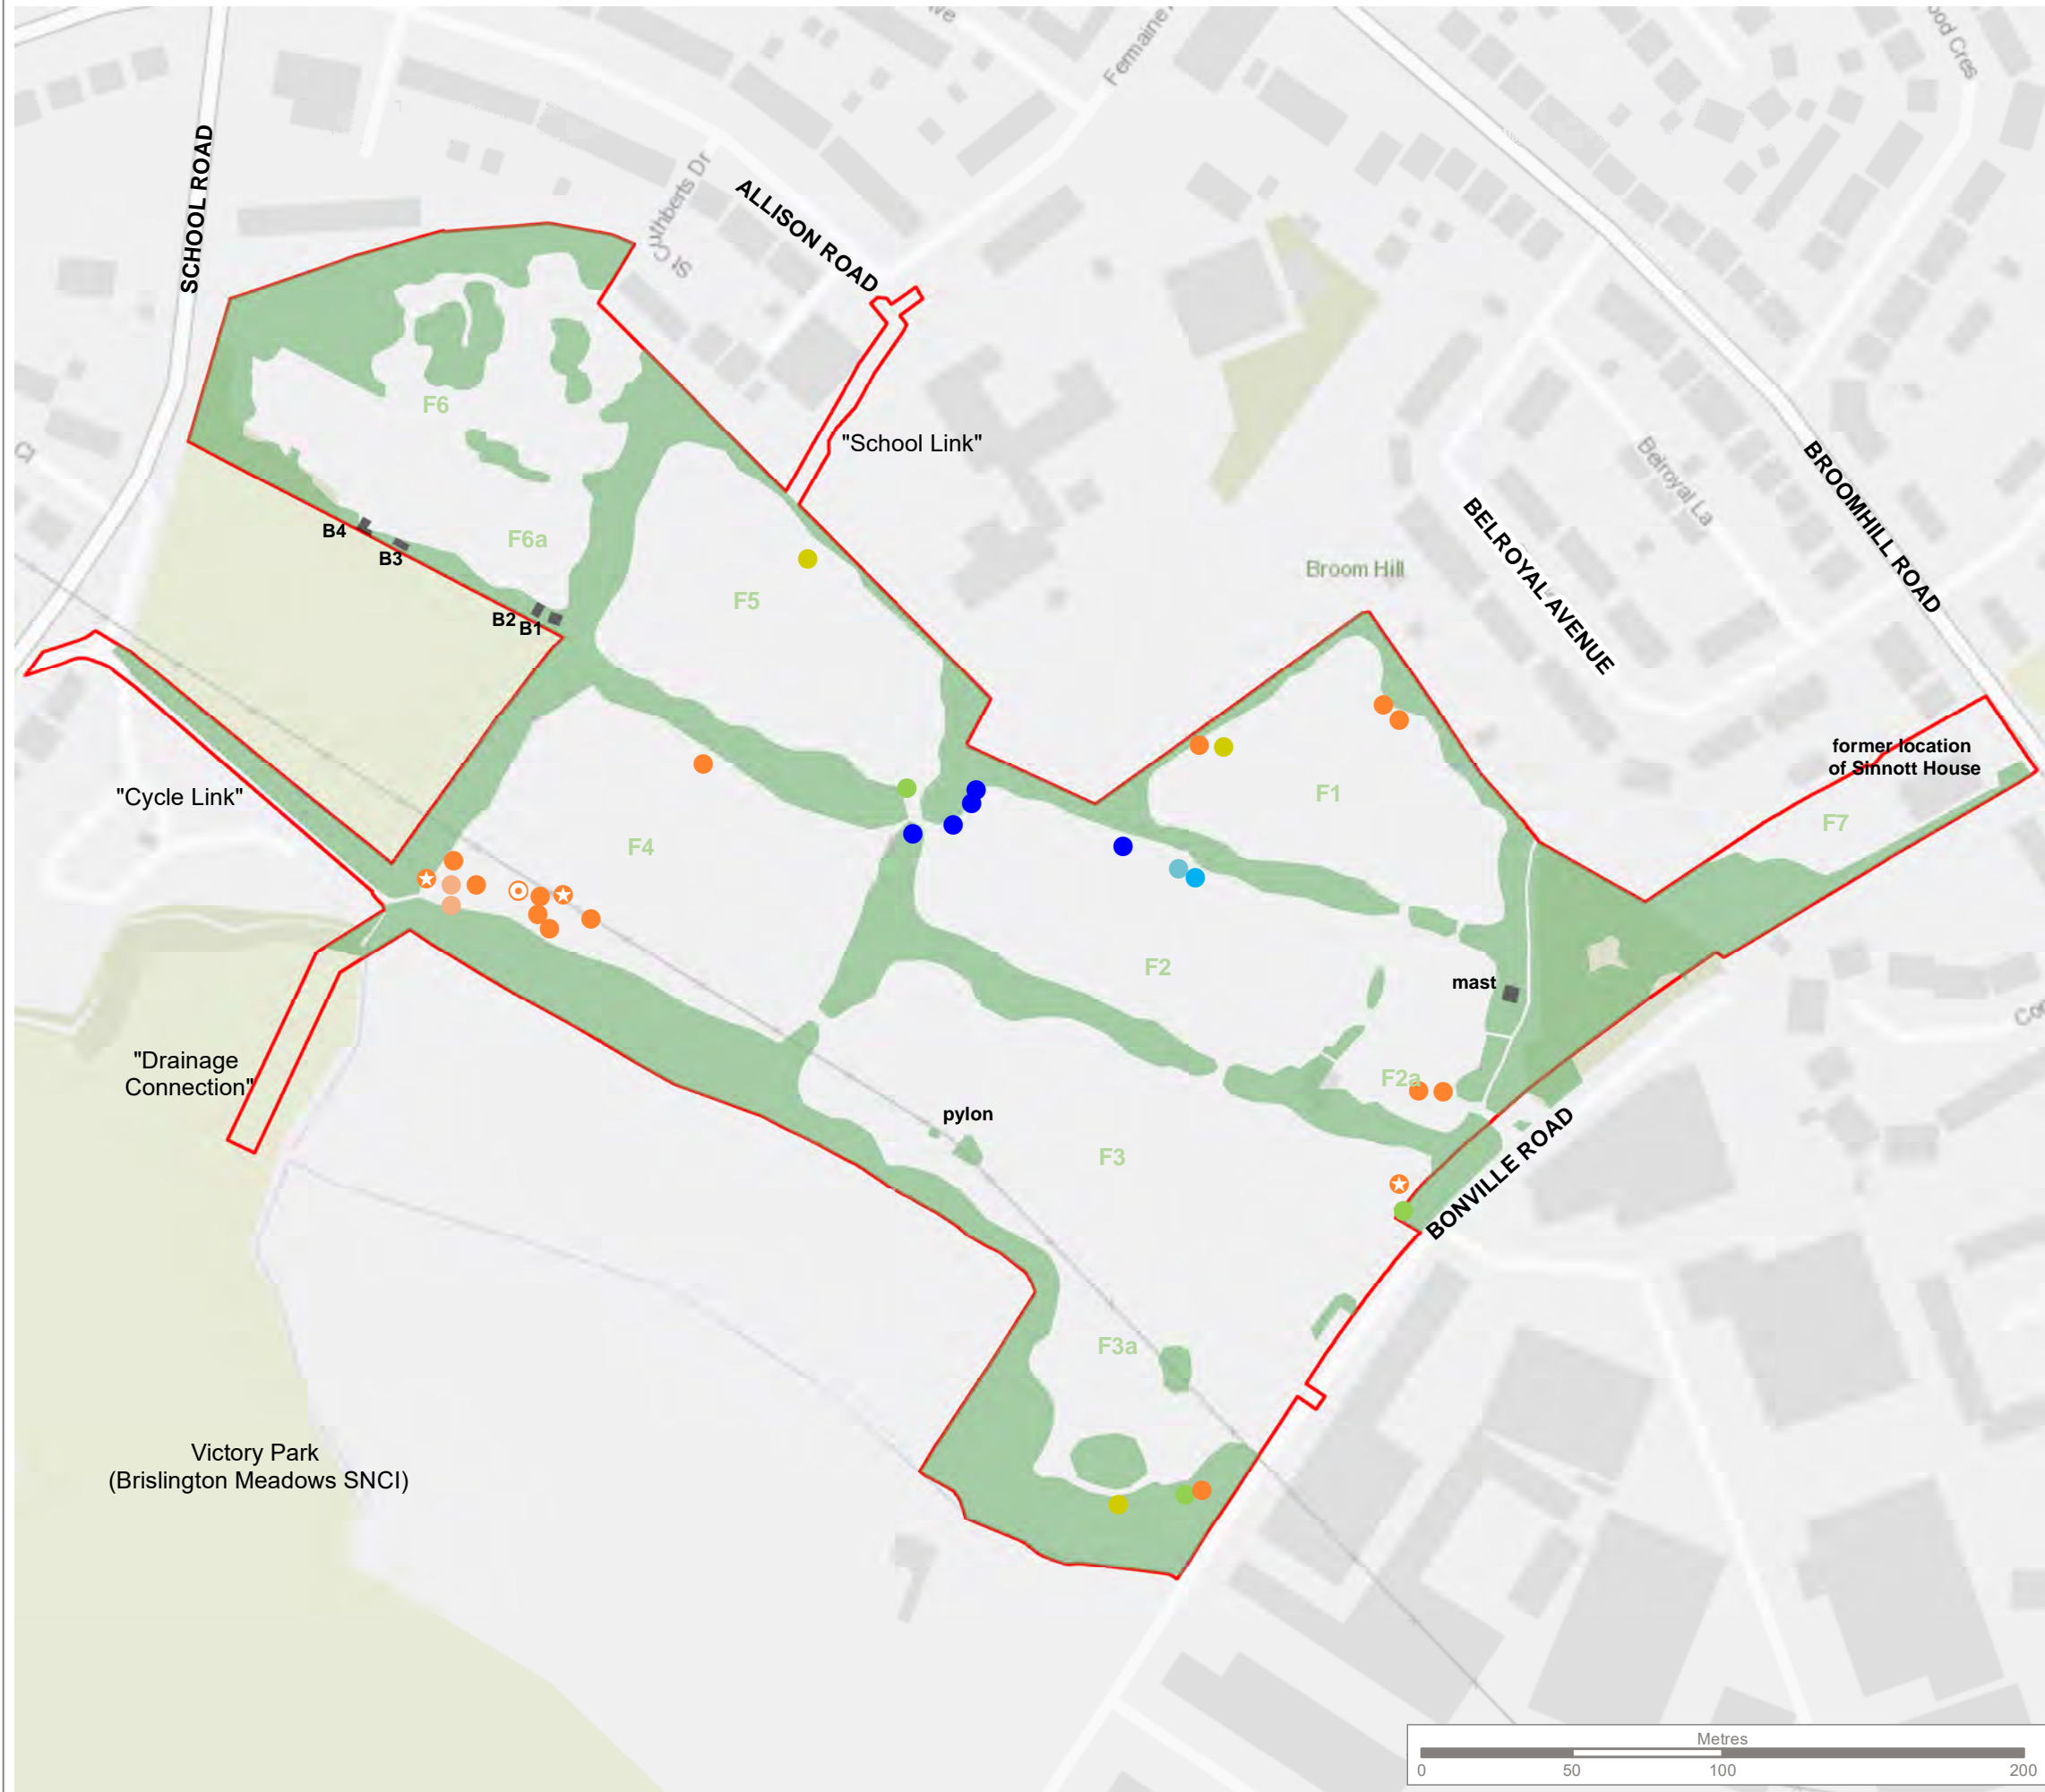 SCHOOL ROAD
ALLISON ROAD
St Cuthberts Dr
"School Link"
F6
F6a
B4
B3
B2
B1
F5
Broom Hill
BELROYAL AVENUE
Belroyal La
BROOMHILL ROAD
former location
of Sinnott House
F7
F1
"Cycle Link"
F4
F2
mast
F2a
"Drainage
Connection"
pylon
F3
BONVILLE ROAD
F3a
Victory Park
(Brislington Meadows SNCI)
Metres
0 50 100 200